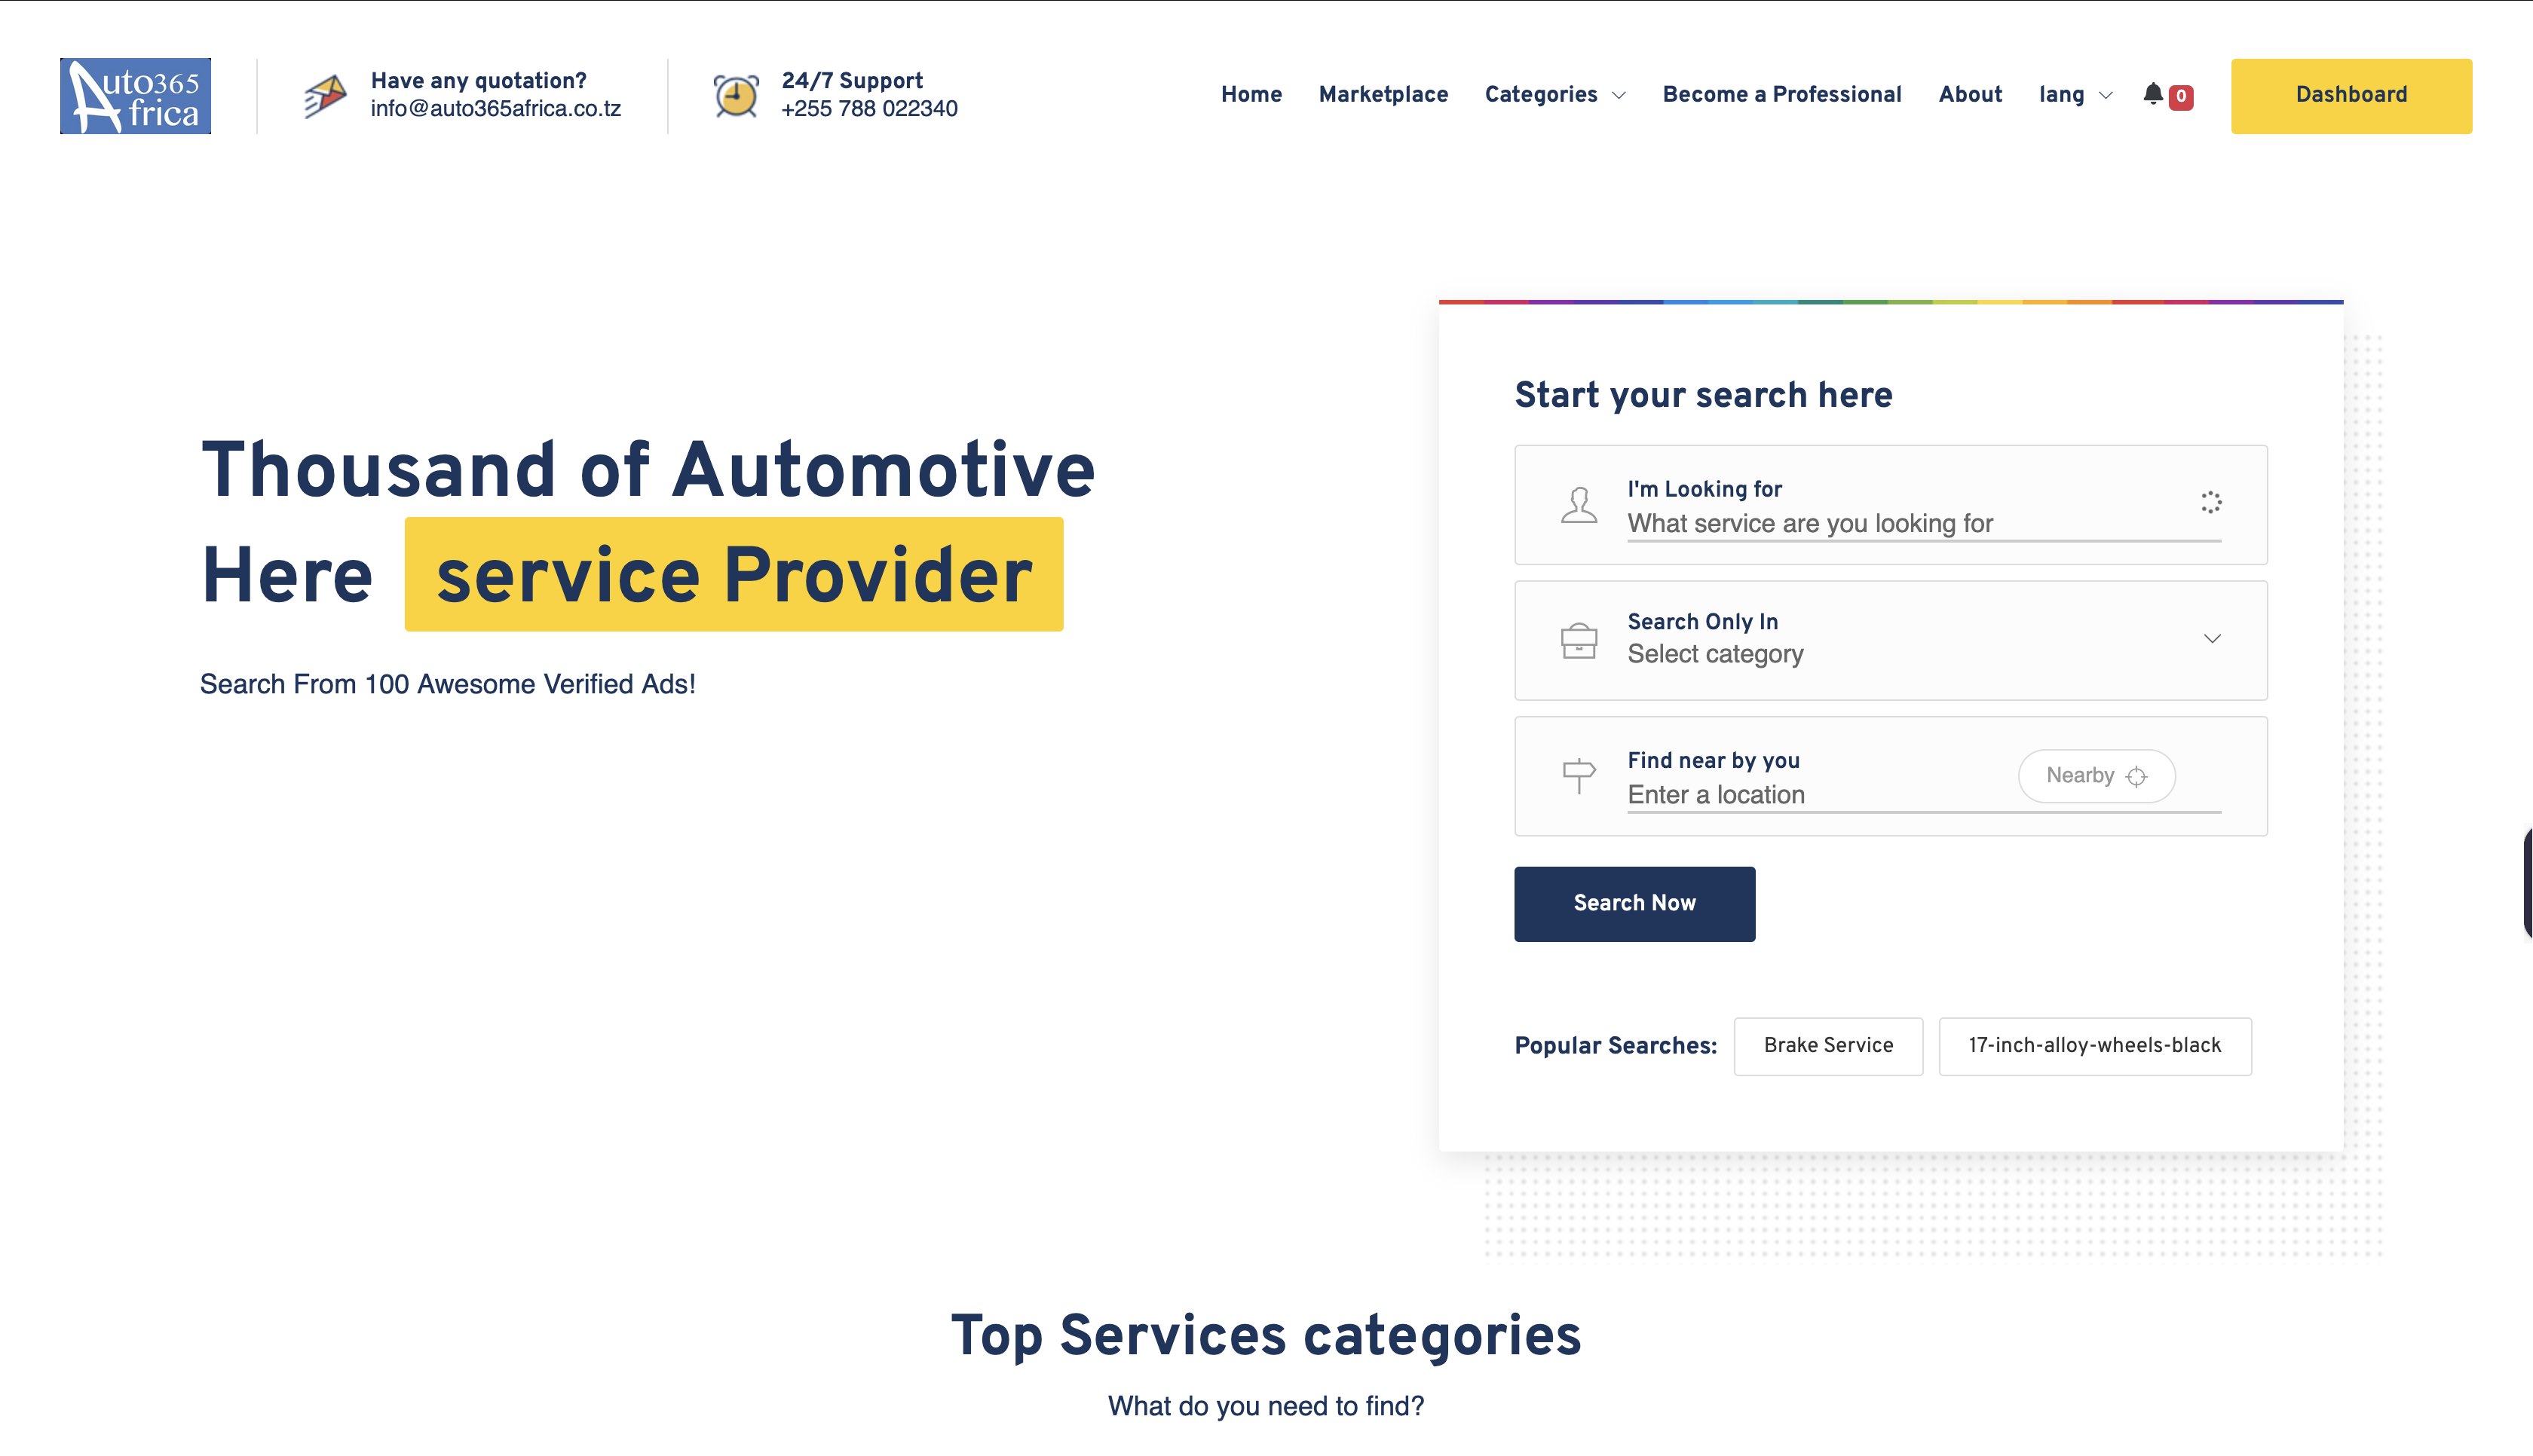 Auto365
Africa
Have any quotation?
info@auto365africa.co.tz
24/7 Support
+255 788 022340
Home
Marketplace
Categories
Become a Professional
About
lang
0
Dashboard
Thousand of Automotive
Here service Provider
Search From 100 Awesome Verified Ads!
Start your search here
I'm Looking for
What service are you looking for
Search Only In
Select category
Find near by you
Enter a location
Nearby
Search Now
Popular Searches:
Brake Service
17-inch-alloy-wheels-black
Top Services categories
What do you need to find?